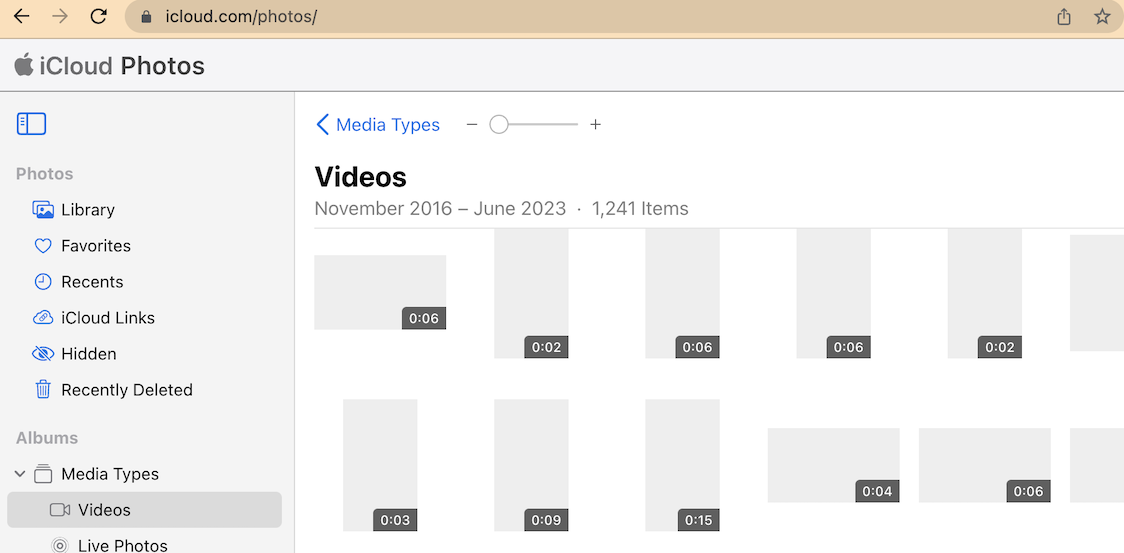 icloud.com/photos/
iCloud Photos
Photos
Library
Favorites
Recents
iCloud Links
Hidden
Recently Deleted
Albums
Media Types
Videos
Live Photos
Media Types
Videos
November 2016 – June 2023 · 1,241 Items
0:06
0:02
0:06
0:06
0:02
0:03
0:09
0:15
0:04
0:06